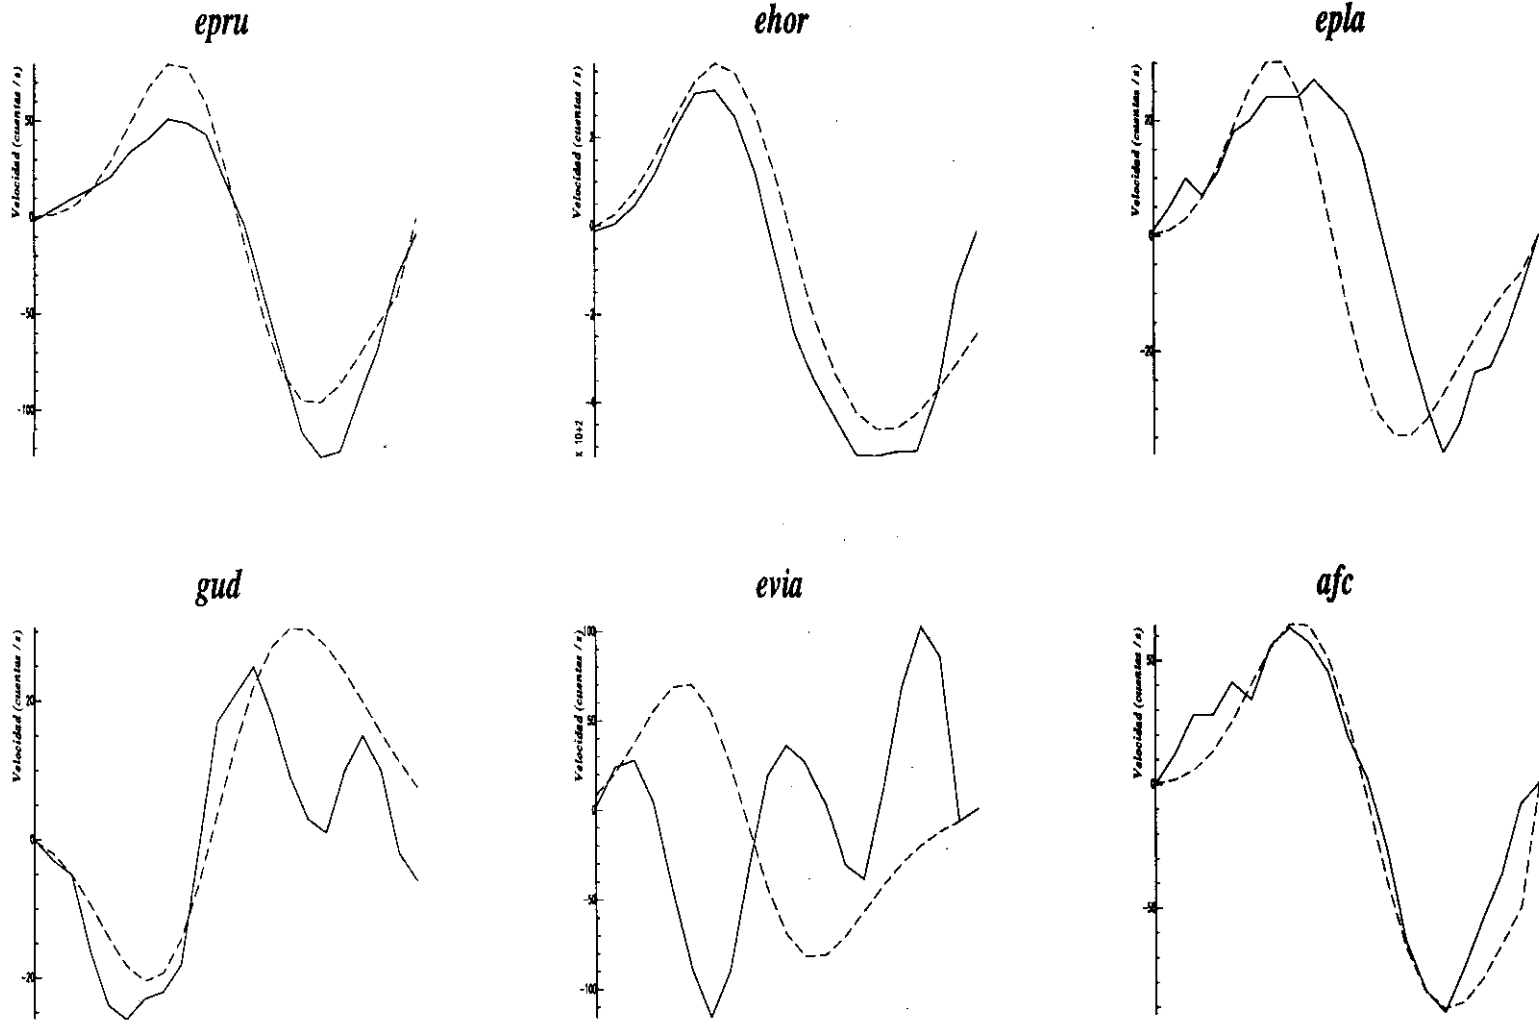 epru
ehor
epla
Velocidad (cuentas / s)
50
0
-50
-100
Velocidad (cuentas / s)
2
0
-2
-4
x 10+2
Velocidad (cuentas / s)
20
0
-20
gud
evia
afc
Velocidad (cuentas / s)
20
0
-20
Velocidad (cuentas / s)
100
50
0
-50
-100
Velocidad (cuentas / s)
50
0
-50